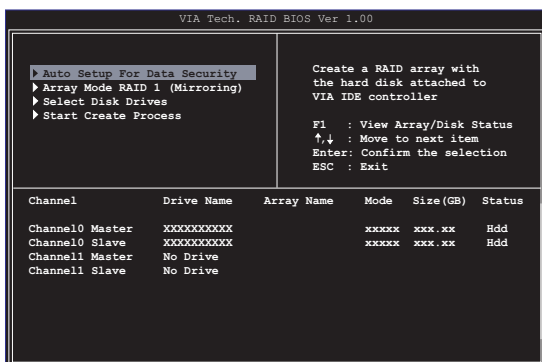 VIA Tech. RAID BIOS Ver 1.00
Auto Setup For Data Security
Array Mode RAID 1 (Mirroring)
Select Disk Drives
Start Create Process
Create a RAID array with
the hard disk attached to
VIA IDE controller
F1 : View Array/Disk Status
↑,↓ : Move to next item
Enter: Confirm the selection
ESC : Exit
Channel Drive Name Array Name Mode Size(GB) Status
Channel0 Master XXXXXXXXXX xxxxx xxx.xx Hdd
Channel0 Slave XXXXXXXXXX xxxxx xxx.xx Hdd
Channel1 Master No Drive
Channel1 Slave No Drive